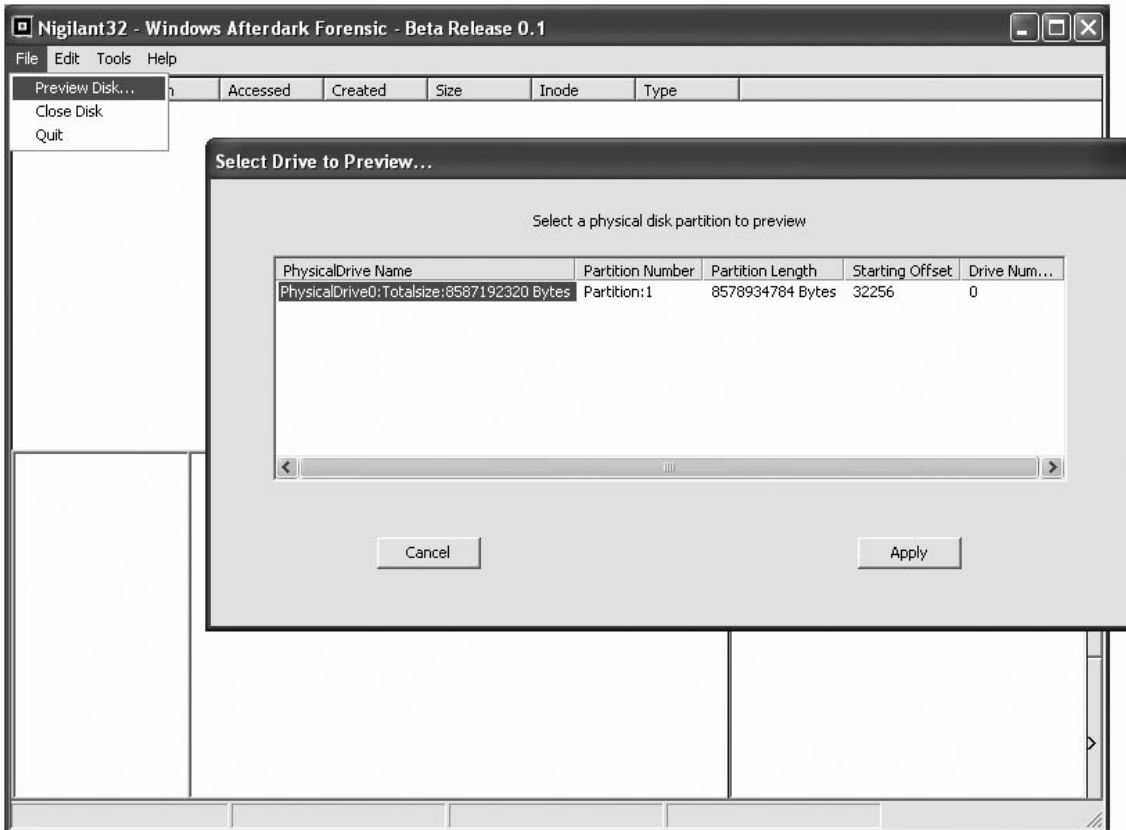 Nigilant32 - Windows Afterdark Forensic - Beta Release 0.1
File Edit Tools Help
Preview Disk...
Close Disk
Quit
Accessed Created Size Inode Type
Select Drive to Preview...
Select a physical disk partition to preview
PhysicalDrive Name Partition Number Partition Length Starting Offset Drive Num...
PhysicalDrive0:Totalsize:8587192320 Bytes Partition:1 8578934784 Bytes 32256 0
Cancel Apply